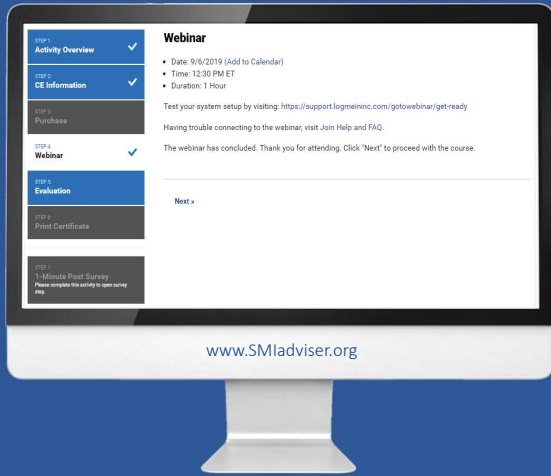 STEP 1:
Activity Overview
STEP 2:
CE Information
STEP 3:
Purchase
STEP 4:
Webinar
STEP 5:
Evaluation
STEP 6:
Print Certificate
STEP 1:
1-Minute Post Survey
Please complete this activity to open survey
step.
Webinar
• Date: 9/6/2019 (Add to Calendar)
• Time: 12:30 PM ET
• Duration: 1 Hour
Test your system setup by visiting: https://support.logmeininc.com/gotowebinar/get-ready
Having trouble connecting to the webinar, visit Join Help and FAQ.
The webinar has concluded. Thank you for attending. Click "Next" to proceed with the course.
Next »
www.SMIadviser.org